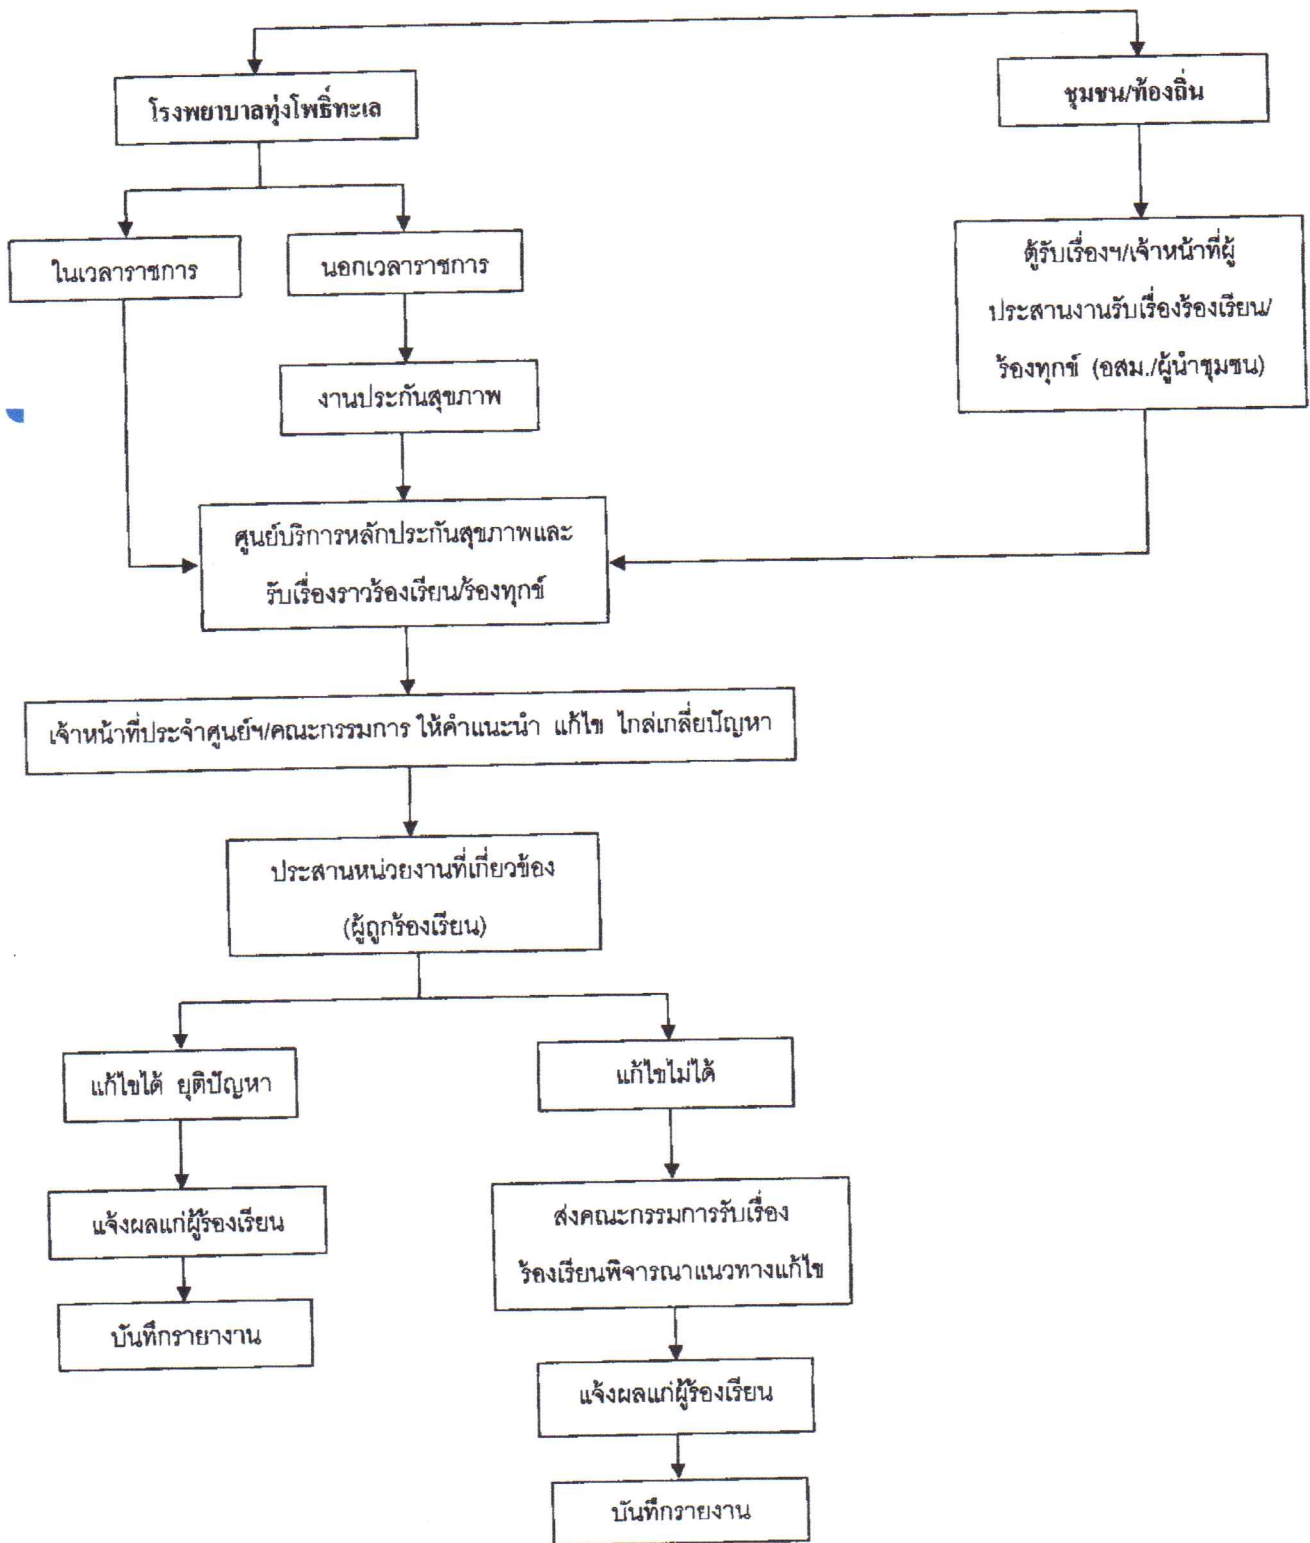 โรงพยาบาลทุ่งโพธิ์ทะเล
ชุมชน/ท้องถิ่น
ในเวลาราชการ
นอกเวลาราชการ
ตู้รับเรื่องฯ/เจ้าหน้าที่ผู้
ประสานงานรับเรื่องร้องเรียน/
ร้องทุกข์ (อสม./ผู้นำชุมชน)
งานประกันสุขภาพ
ศูนย์บริการหลักประกันสุขภาพและ
รับเรื่องราวร้องเรียน/ร้องทุกข์
เจ้าหน้าที่ประจำศูนย์ฯ/คณะกรรมการ ให้คำแนะนำ แก้ไข ไกล่เกลี่ยปัญหา
ประสานหน่วยงานที่เกี่ยวข้อง
(ผู้ถูกร้องเรียน)
แก้ไขได้ ยุติปัญหา
แก้ไขไม่ได้
แจ้งผลแก่ผู้ร้องเรียน
ส่งคณะกรรมการรับเรื่อง
ร้องเรียนพิจารณาแนวทางแก้ไข
บันทึกรายางาน
แจ้งผลแก่ผู้ร้องเรียน
บันทึกรายงาน